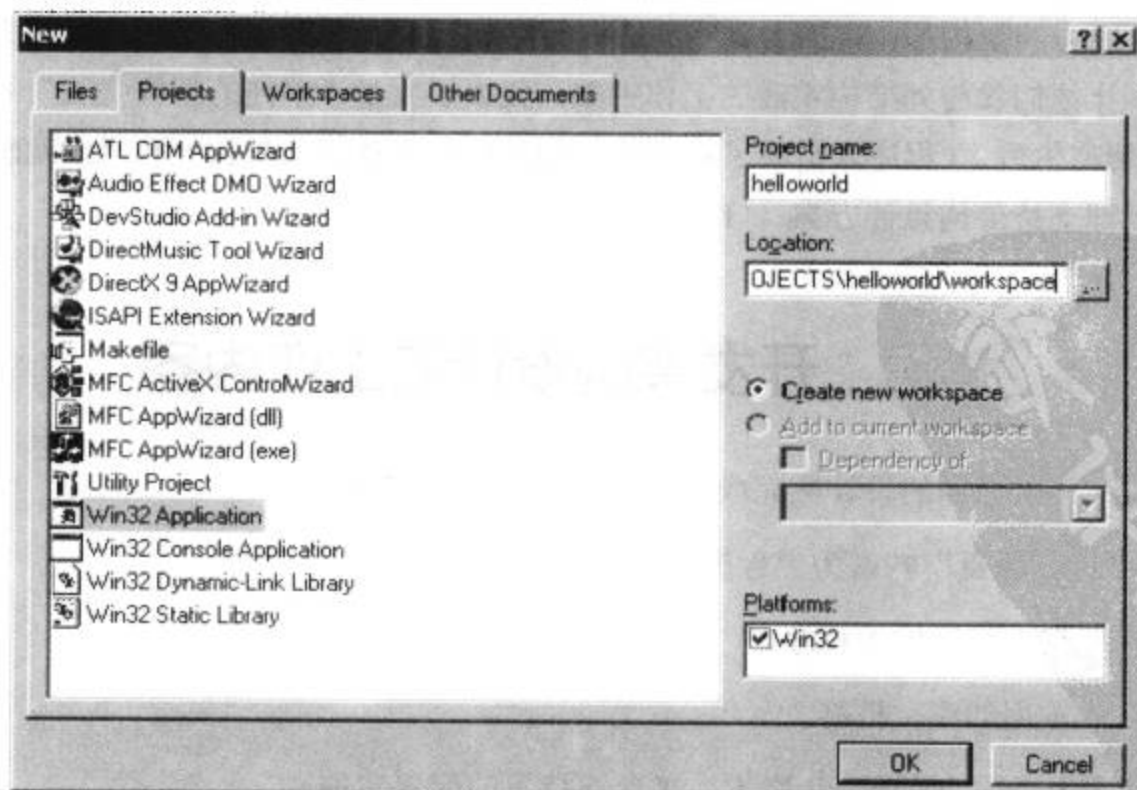 New
Files Projects Workspaces Other Documents
ATL COM AppWizard
Audio Effect DMO Wizard
DevStudio Add-in Wizard
DirectMusic Tool Wizard
DirectX 9 AppWizard
ISAPI Extension Wizard
Makefile
MFC ActiveX ControlWizard
MFC AppWizard (dll)
MFC AppWizard (exe)
Utility Project
Win32 Application
Win32 Console Application
Win32 Dynamic-Link Library
Win32 Static Library
Project name:
helloworld
Location:
OJECTS\helloworld\workspace
...
Create new workspace
Add to current workspace
Dependency of:
Platforms:
Win32
OK Cancel